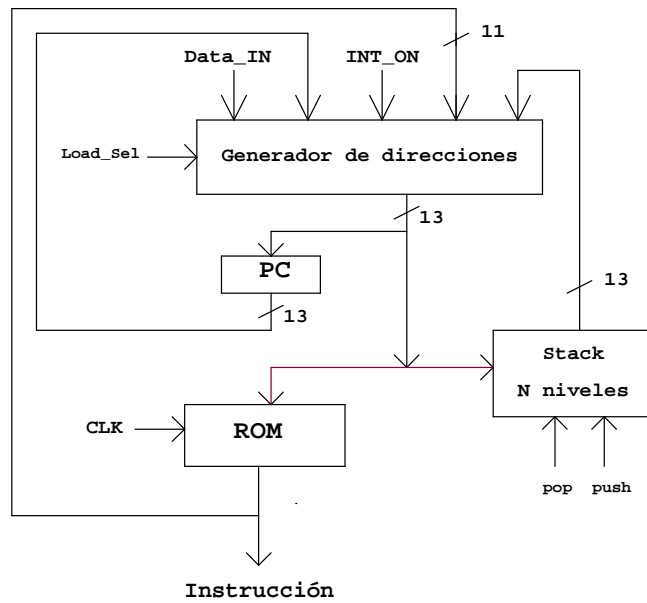 11
Data_IN INT_ON
Load_Sel
Generador de direcciones
13
PC
13
13
Stack
N niveles
CLK
ROM
pop push
Instrucción